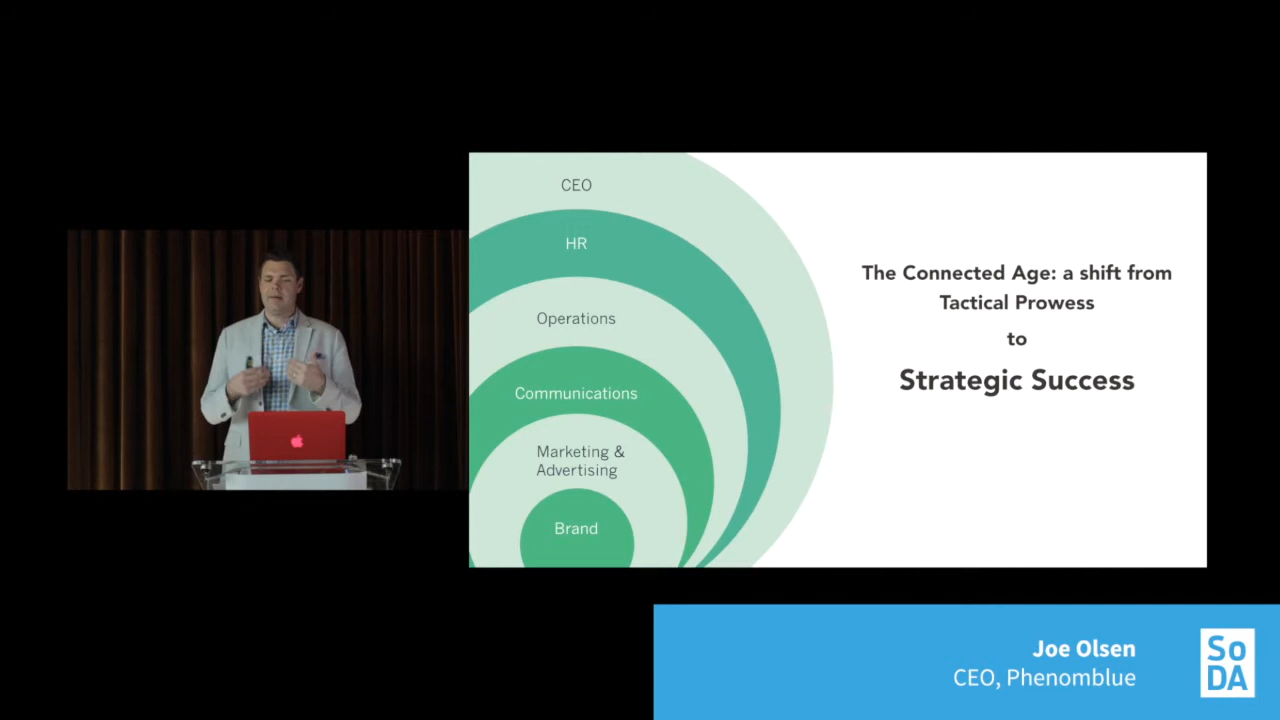 CEO
HR
Operations
Communications
Marketing &
Advertising
Brand
The Connected Age: a shift from
Tactical Prowess
to
Strategic Success
Joe Olsen
CEO, Phenomblue
So
DA